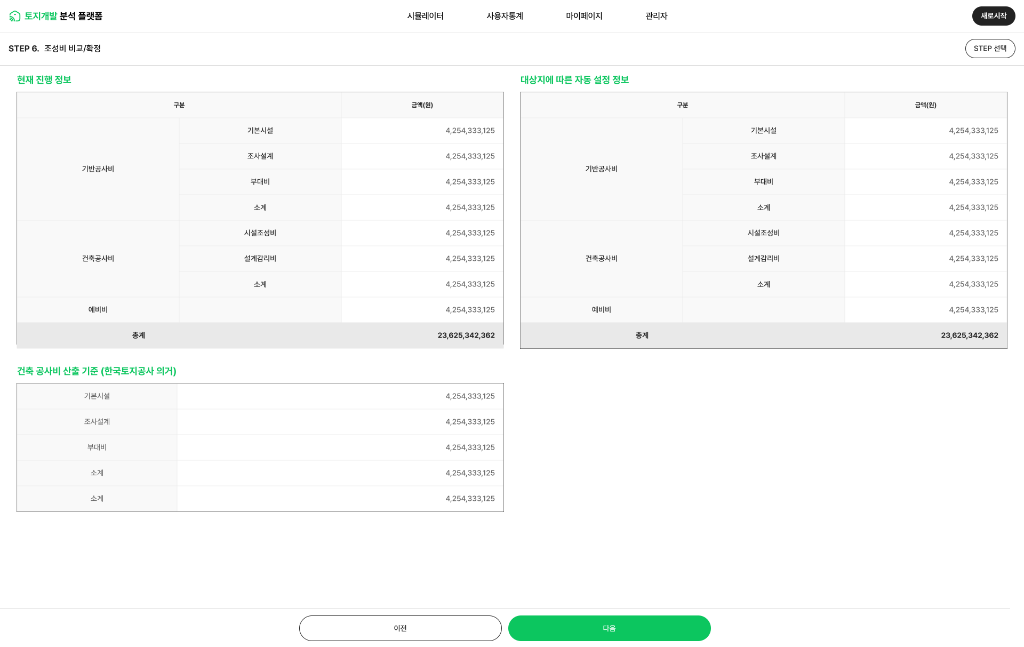 토지개발 분석 플랫폼
시뮬레이터 사용자통계 마이페이지 관리자
새로시작
STEP 6. 조성비 비교/확정
STEP 선택
현재 진행 정보
구분 금액(원)
기반공사비
기본시설 4,254,333,125
조사설계 4,254,333,125
부대비 4,254,333,125
소계 4,254,333,125
건축공사비
시설조성비 4,254,333,125
설계감리비 4,254,333,125
소계 4,254,333,125
예비비 4,254,333,125
총계 23,625,342,362
대상지에 따른 자동 설정 정보
구분 금액(원)
기반공사비
기본시설 4,254,333,125
조사설계 4,254,333,125
부대비 4,254,333,125
소계 4,254,333,125
건축공사비
시설조성비 4,254,333,125
설계감리비 4,254,333,125
소계 4,254,333,125
예비비 4,254,333,125
총계 23,625,342,362
건축 공사비 산출 기준 (한국토지공사 의거)
기본시설 4,254,333,125
조사설계 4,254,333,125
부대비 4,254,333,125
소계 4,254,333,125
소계 4,254,333,125
이전
다음